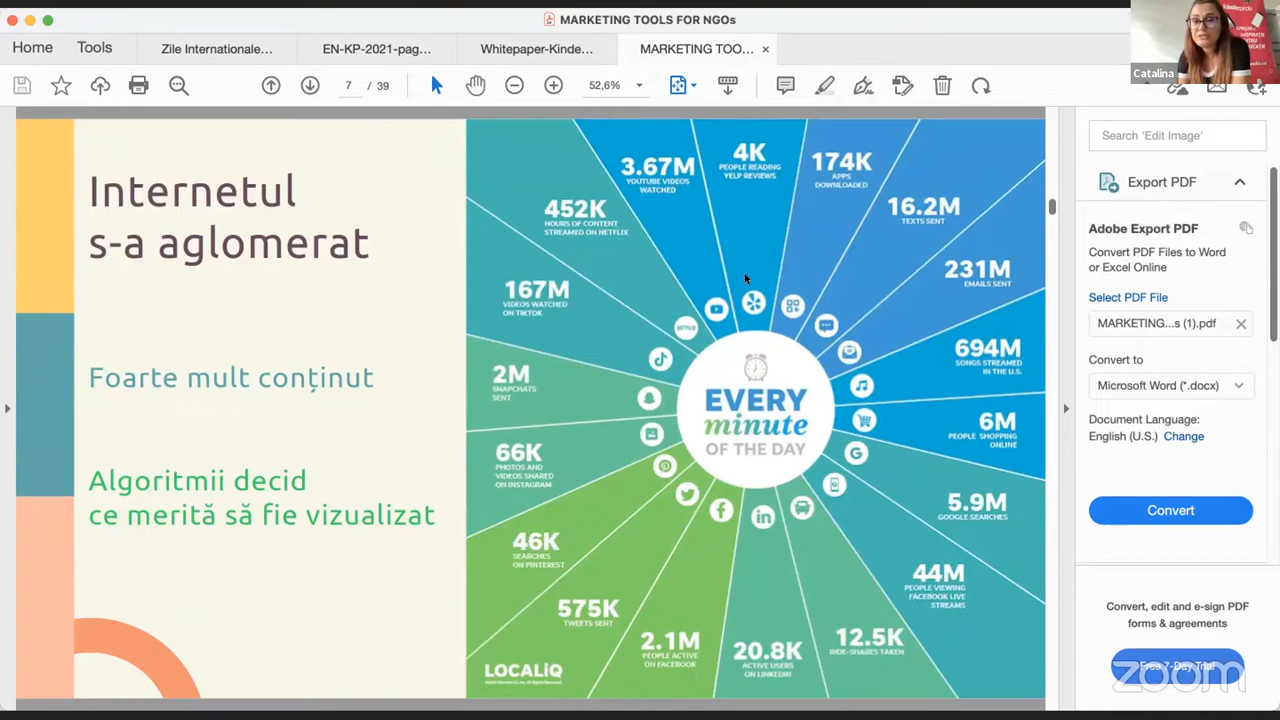 MARKETING TOOLS FOR NGOs
Home
Tools
Zile Internationale...
EN-KP-2021-pag...
Whitepaper-Kinde...
MARKETING TOO...
Catalina
7 / 39
52,6%
Internetul
s-a aglomerat
Foarte mult conținut
Algoritmii decid
ce merită să fie vizualizat
4K
PEOPLE READING
YELP REVIEWS
174K
APPS
DOWNLOADED
16.2M
TEXTS SENT
231M
EMAILS SENT
694M
SONGS STREAMED
IN THE U.S.
6M
PEOPLE SHOPPING
ONLINE
5.9M
GOOGLE SEARCHES
44M
PEOPLE VIEWING
FACEBOOK LIVE
STREAMS
12.5K
RIDE-SHARES TAKEN
20.8K
ACTIVE USERS
ON LINKEDIN
2.1M
PEOPLE ACTIVE
ON FACEBOOK
575K
TWEETS SENT
46K
SEARCHES
ON PINTEREST
66K
PHOTOS AND
VIDEOS SHARED
ON INSTAGRAM
2M
SNAPCHATS
SENT
167M
VIDEOS WATCHED
ON TIKTOK
452K
HOURS OF CONTENT
STREAMED ON NETFLIX
3.67M
YOUTUBE VIDEOS
WATCHED
NETFLIX
EVERY
minute
OF THE DAY
LOCALiQ
Search 'Edit Image'
Export PDF
Adobe Export PDF
Convert PDF Files to Word
or Excel Online
Select PDF File
MARKETING...s (1).pdf
Convert to
Microsoft Word (*.docx)
Document Language:
English (U.S.) Change
Convert
Convert, edit and e-sign PDF
forms & agreements
Free 7-Day Trial
zoom